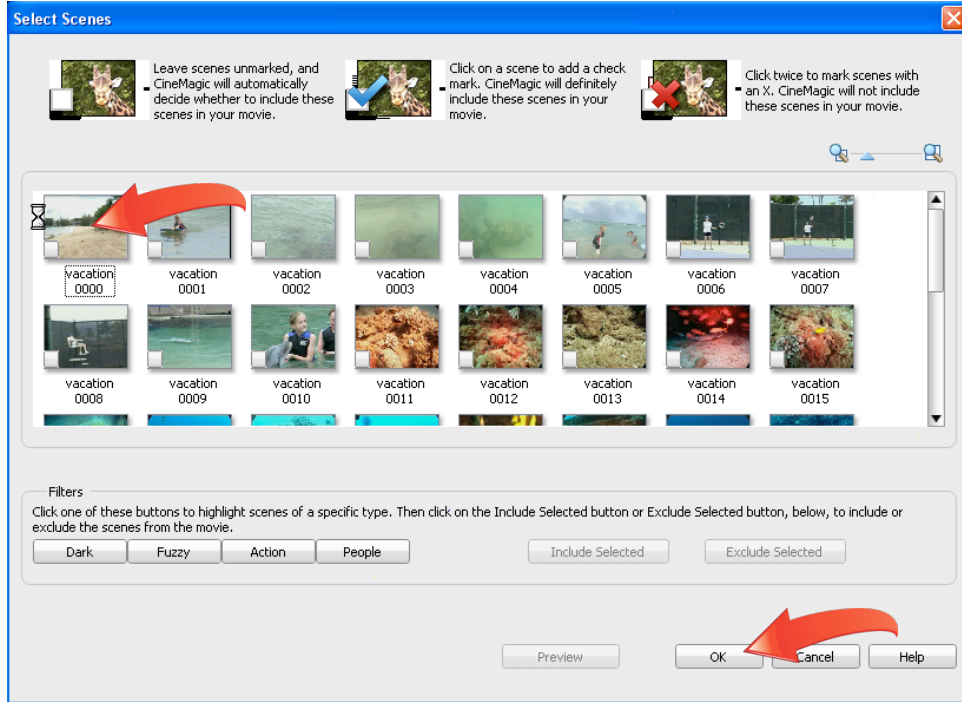 Select Scenes
Leave scenes unmarked, and
CineMagic will automatically
decide whether to include these
scenes in your movie.
Click on a scene to add a check
mark. CineMagic will definitely
include these scenes in your
movie.
Click twice to mark scenes with
an X. CineMagic will not include
these scenes in your movie.
vacation
0000
vacation
0001
vacation
0002
vacation
0003
vacation
0004
vacation
0005
vacation
0006
vacation
0007
vacation
0008
vacation
0009
vacation
0010
vacation
0011
vacation
0012
vacation
0013
vacation
0014
vacation
0015
Filters
Click one of these buttons to highlight scenes of a specific type. Then click on the Include Selected button or Exclude Selected button, below, to include or
exclude the scenes from the movie.
Dark
Fuzzy
Action
People
Include Selected
Exclude Selected
Preview
OK
Cancel
Help